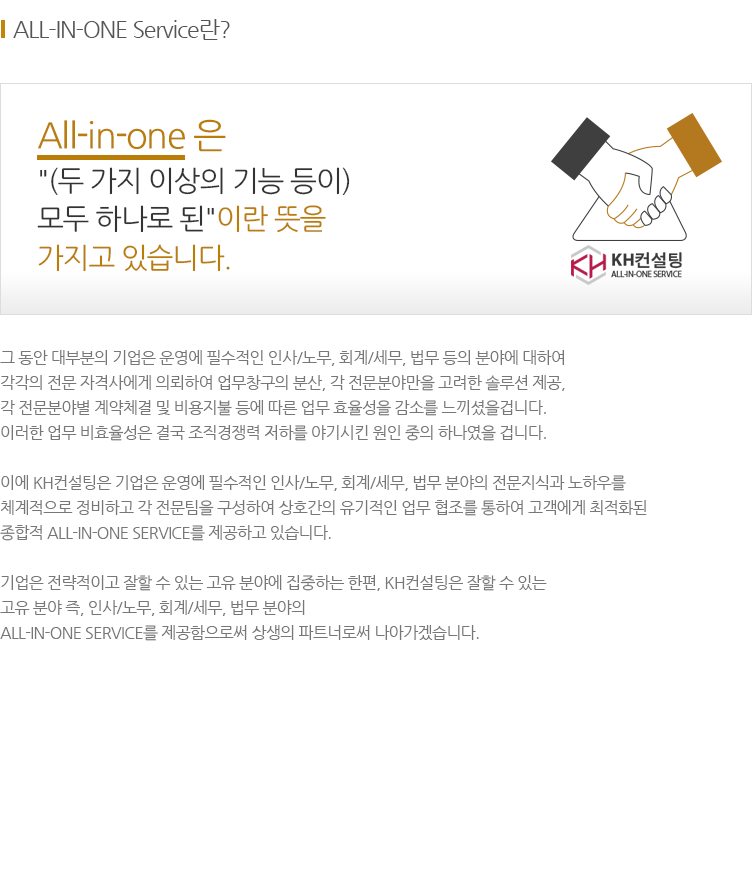 ALL-IN-ONE Service란?
All-in-one 은
"(두 가지 이상의 기능 등이)
모두 하나로 된"이란 뜻을
가지고 있습니다.
KH KH컨설팅
ALL-IN-ONE SERVICE
그 동안 대부분의 기업은 운영에 필수적인 인사/노무, 회계/세무, 법무 등의 분야에 대하여
각각의 전문 자격사에게 의뢰하여 업무창구의 분산, 각 전문분야만을 고려한 솔루션 제공,
각 전문분야별 계약체결 및 비용지불 등에 따른 업무 효율성을 감소를 느끼셨을겁니다.
이러한 업무 비효율성은 결국 조직경쟁력 저하를 야기시킨 원인 중의 하나였을 겁니다.
이에 KH컨설팅은 기업은 운영에 필수적인 인사/노무, 회계/세무, 법무 분야의 전문지식과 노하우를
체계적으로 정비하고 각 전문팀을 구성하여 상호간의 유기적인 업무 협조를 통하여 고객에게 최적화된
종합적 ALL-IN-ONE SERVICE를 제공하고 있습니다.
기업은 전략적이고 잘할 수 있는 고유 분야에 집중하는 한편, KH컨설팅은 잘할 수 있는
고유 분야 즉, 인사/노무, 회계/세무, 법무 분야의
ALL-IN-ONE SERVICE를 제공함으로써 상생의 파트너로써 나아가겠습니다.